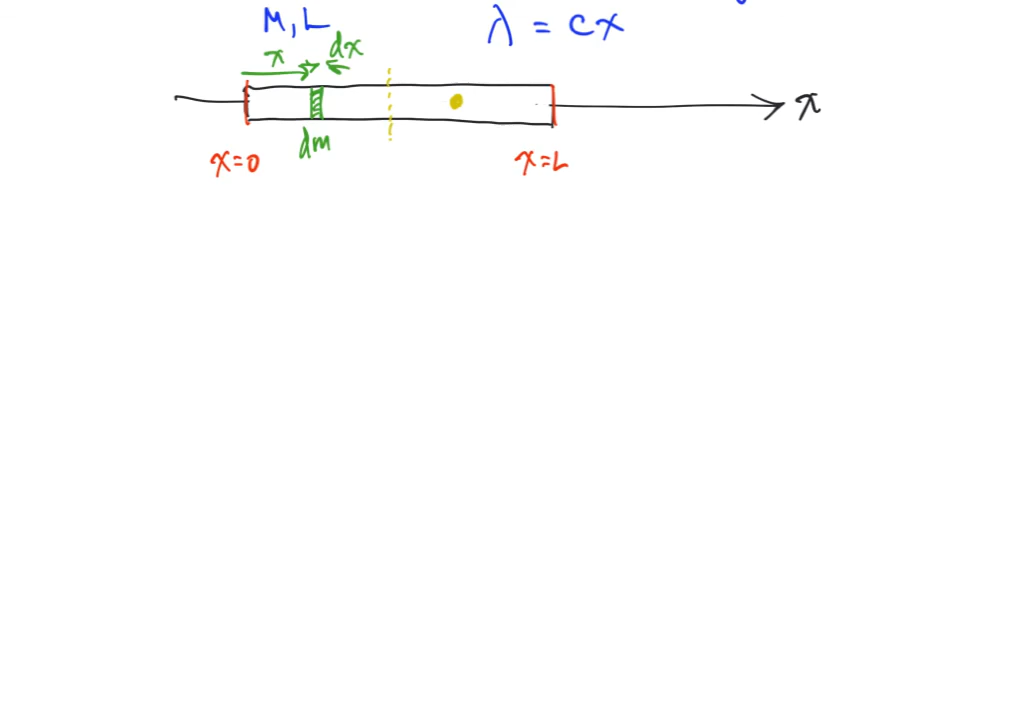 M, L
λ = cx
x
dx
x
dm
x=0
x=L